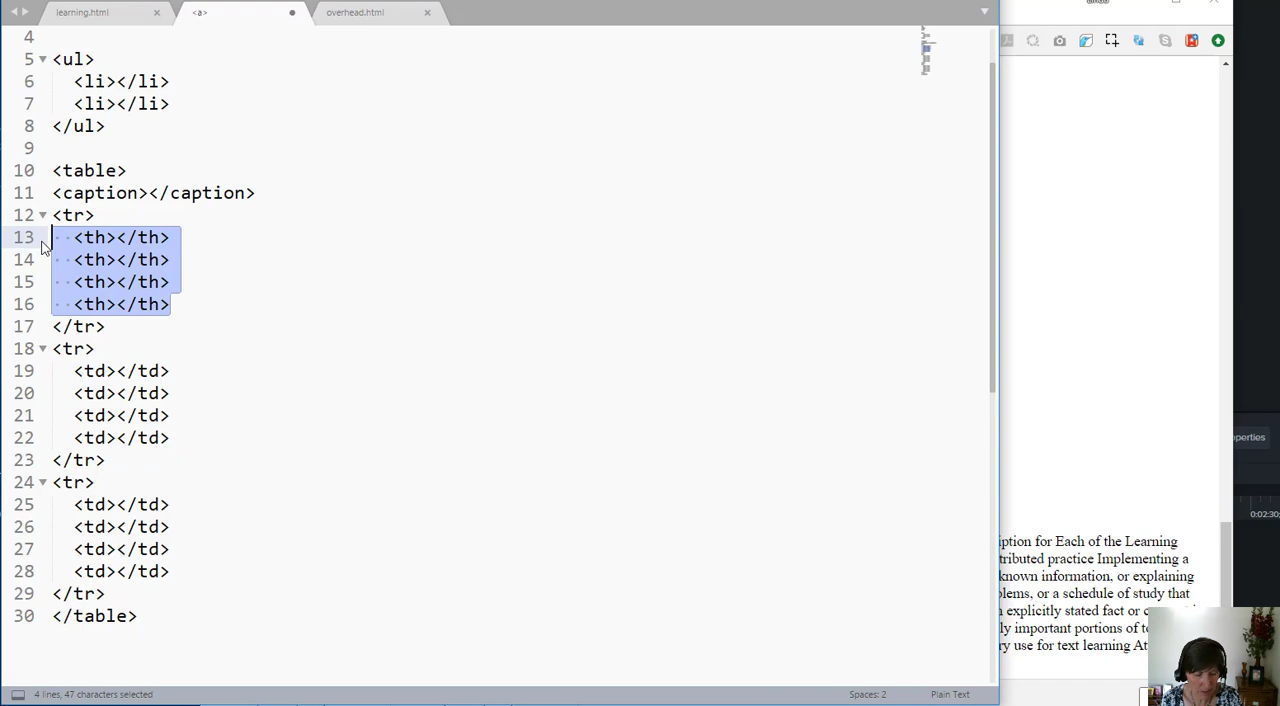 learning.html
<a>
overhead.html
4
5 <ul>
6 <li></li>
7 <li></li>
8 </ul>
9
10 <table>
11 <caption></caption>
12 <tr>
13 <th></th>
14 <th></th>
15 <th></th>
16 <th></th>
17 </tr>
18 <tr>
19 <td></td>
20 <td></td>
21 <td></td>
22 <td></td>
23 </tr>
24 <tr>
25 <td></td>
26 <td></td>
27 <td></td>
28 <td></td>
29 </tr>
30 </table>
4 lines, 47 characters selected
Spaces: 2
Plain Text
operties
0:02:30;
iption for Each of the Learning
tributed practice Implementing a
known information, or explaining
blems, or a schedule of study that
explicitly stated fact or
ly important portions of
ry use for text learning